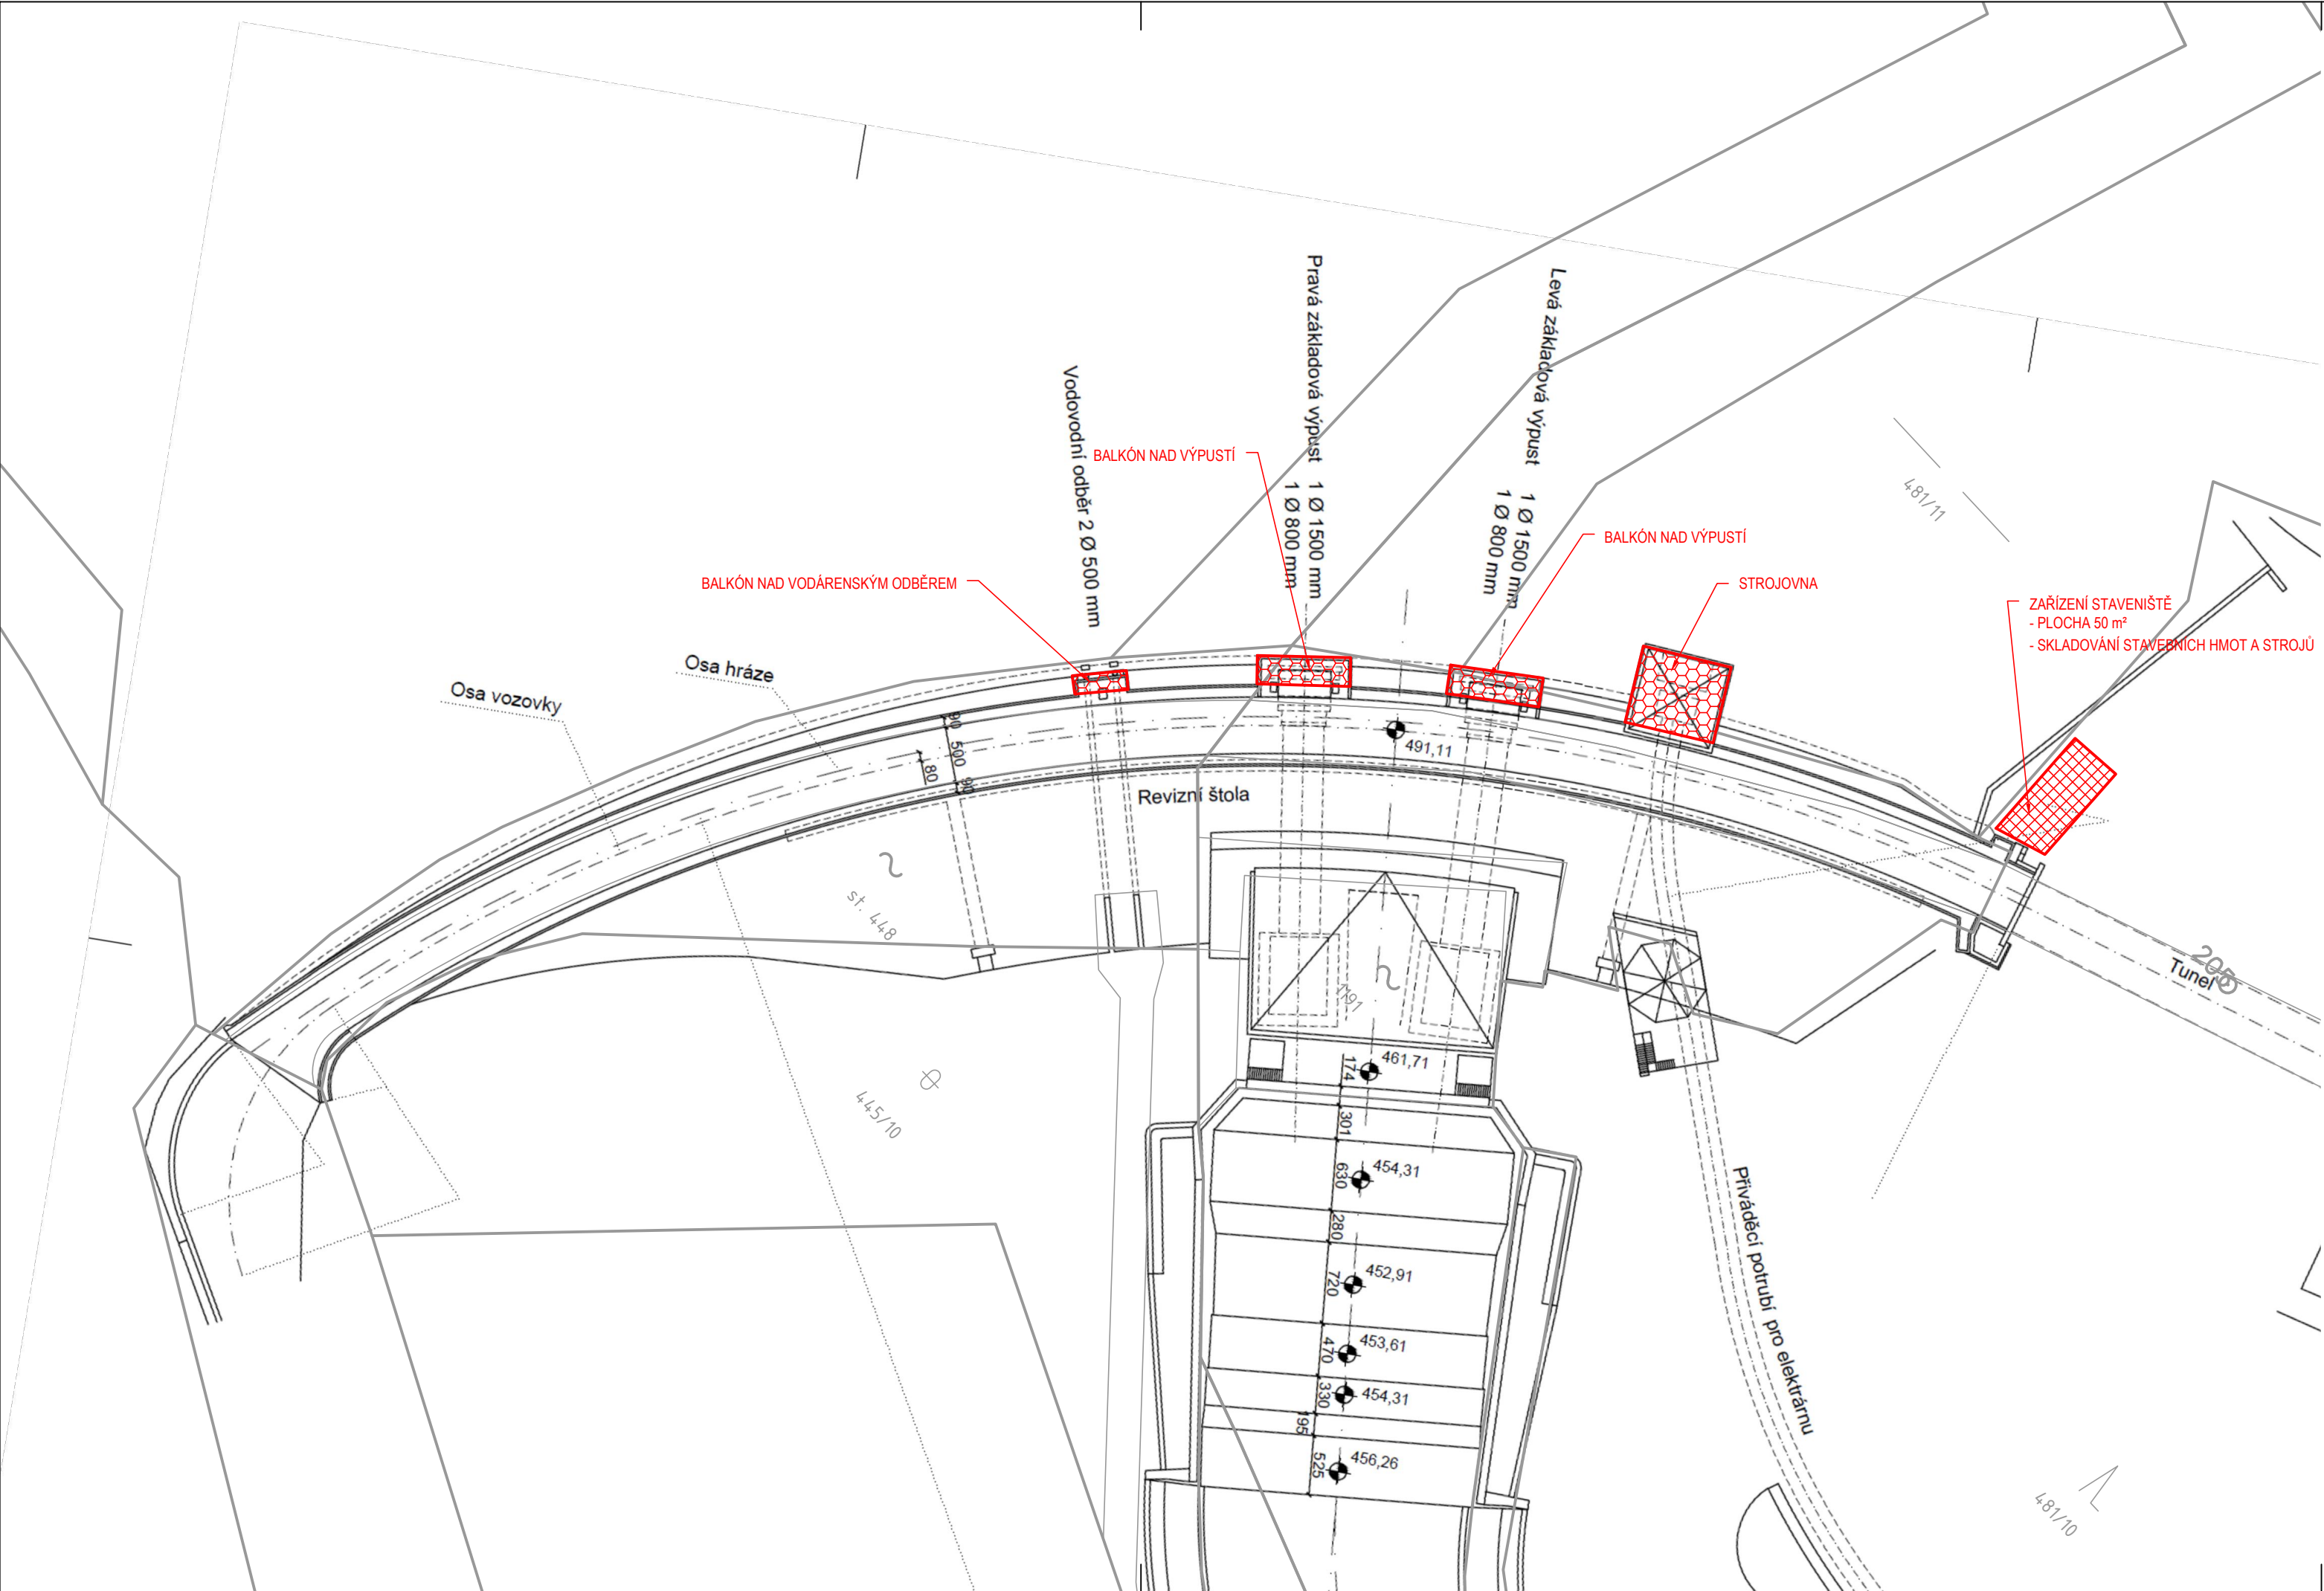 Pravá základová výpust 1 Ø 1500 mm
1 Ø 800 mm
Levá základová výpust 1 Ø 1500 mm
1 Ø 800 mm
Vodovodní odběr 2 Ø 500 mm
BALKÓN NAD VÝPUSTÍ
481/11
BALKÓN NAD VÝPUSTÍ
BALKÓN NAD VODÁRENSKÝM ODBĚREM
STROJOVNA
ZAŘÍZENÍ STAVENIŠTĚ
- PLOCHA 50 m²
- SKLADOVÁNÍ STAVEBNÍCH HMOT A STROJŮ
Osa hráze
Osa vozovky
90
500
90
80
491,11
Revizní štola
st. 448
1191
205
Tunel
461,71
174
445/10
301
454,31
630
280
452,91
720
453,61
470
454,31
330
195
456,26
525
Přiváděcí potrubí pro elektrárnu
481/10